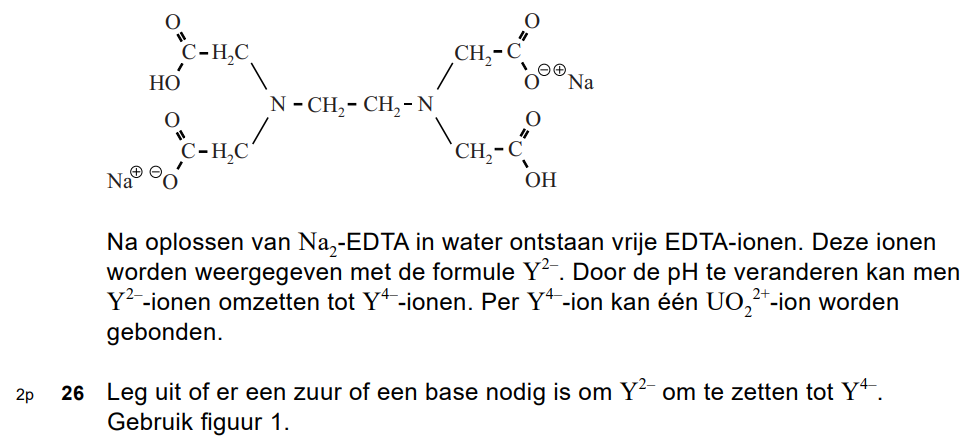 O O
C–H₂C CH₂–C
HO O⊖⊕Na
N–CH₂–CH₂–N
O O
C–H₂C CH₂–C
Na⊕ ⊖O OH
Na oplossen van Na₂-EDTA in water ontstaan vrije EDTA-ionen. Deze ionen
worden weergegeven met de formule Y²⁻. Door de pH te veranderen kan men
Y²⁻-ionen omzetten tot Y⁴⁻-ionen. Per Y⁴⁻-ion kan één UO₂²⁺-ion worden
gebonden.
2p 26 Leg uit of er een zuur of een base nodig is om Y²⁻ om te zetten tot Y⁴⁻.
Gebruik figuur 1.